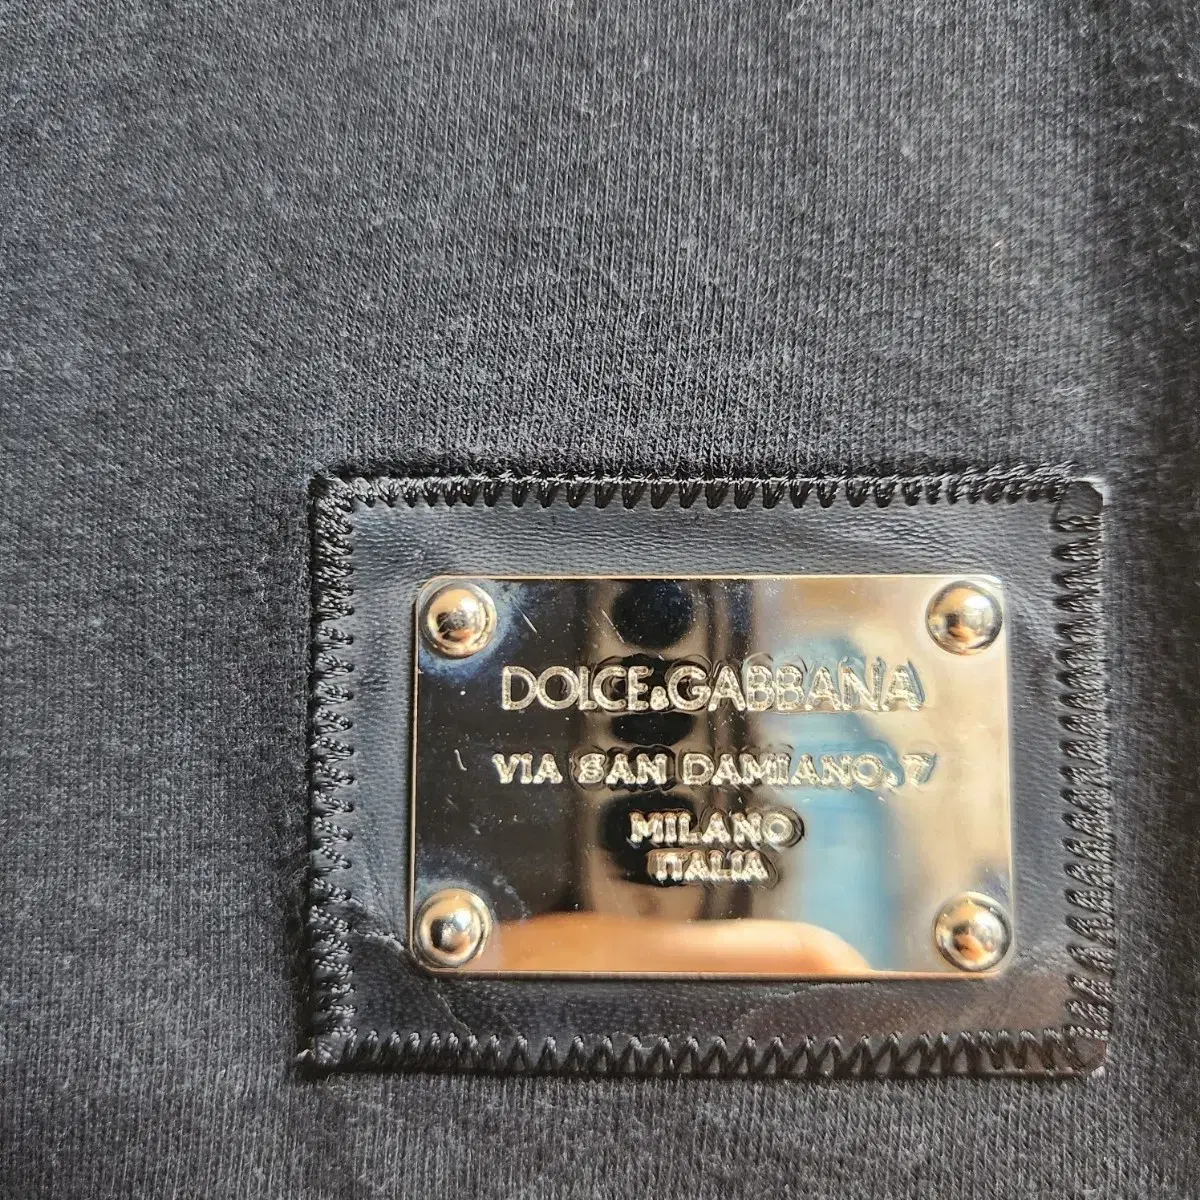 DOLCE&GABBANA
VIA SAN DAMIANO,7
MILANO
ITALIA